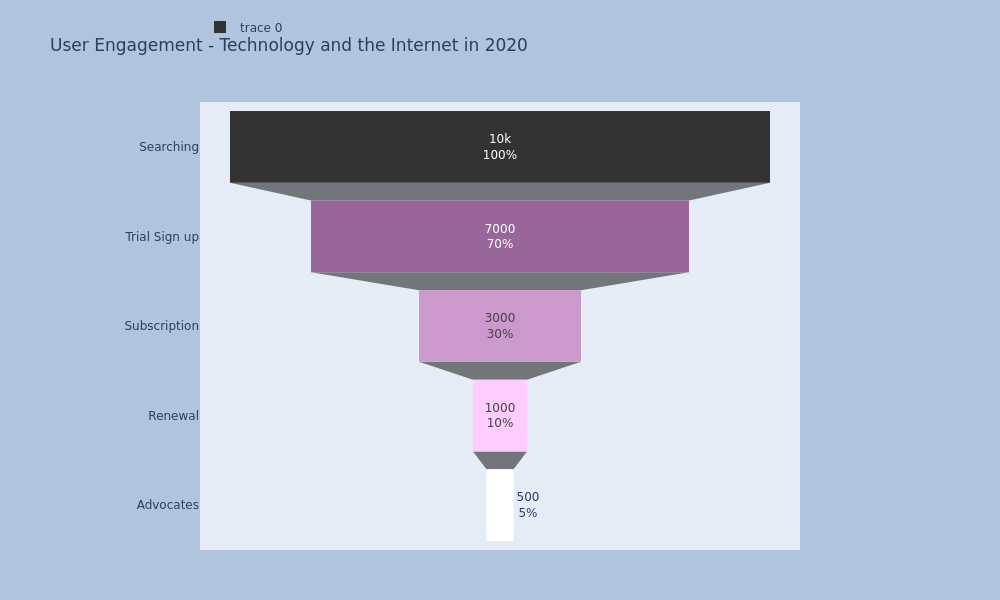 trace 0
User Engagement - Technology and the Internet in 2020
Searching
10k
100%
Trial Sign up
7000
70%
Subscription
3000
30%
Renewal
1000
10%
Advocates
500
5%